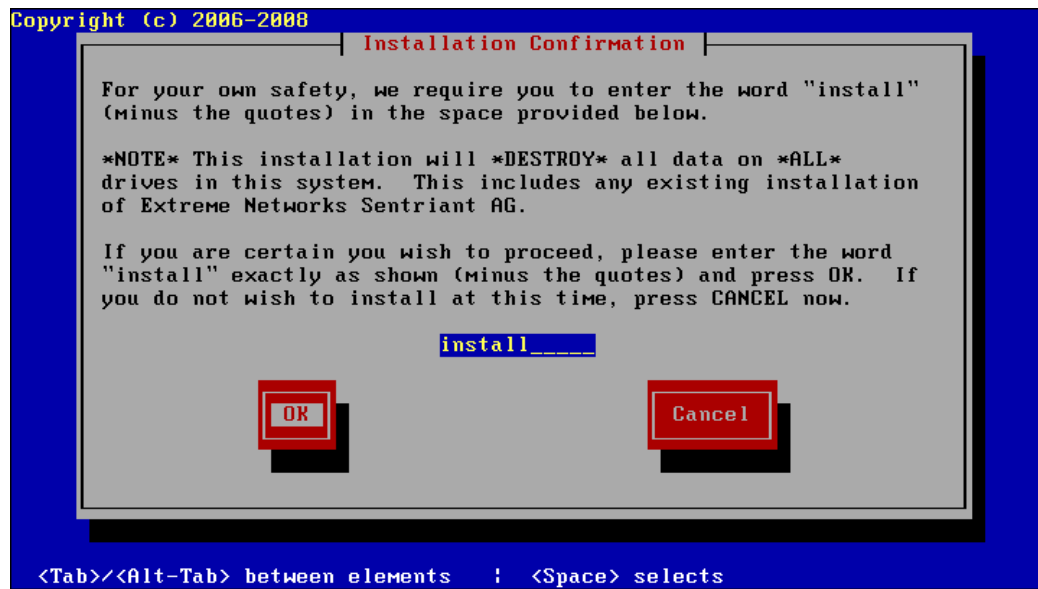 Copyright (c) 2006-2008
Installation Confirmation
For your own safety, we require you to enter the word "install"
(minus the quotes) in the space provided below.
*NOTE* This installation will *DESTROY* all data on *ALL*
drives in this system.  This includes any existing installation
of Extreme Networks Sentriant AG.
If you are certain you wish to proceed, please enter the word
"install" exactly as shown (minus the quotes) and press OK.  If
you do not wish to install at this time, press CANCEL now.
install_____
OK Cancel
<Tab>/<Alt-Tab> between elements   ¦  <Space> selects